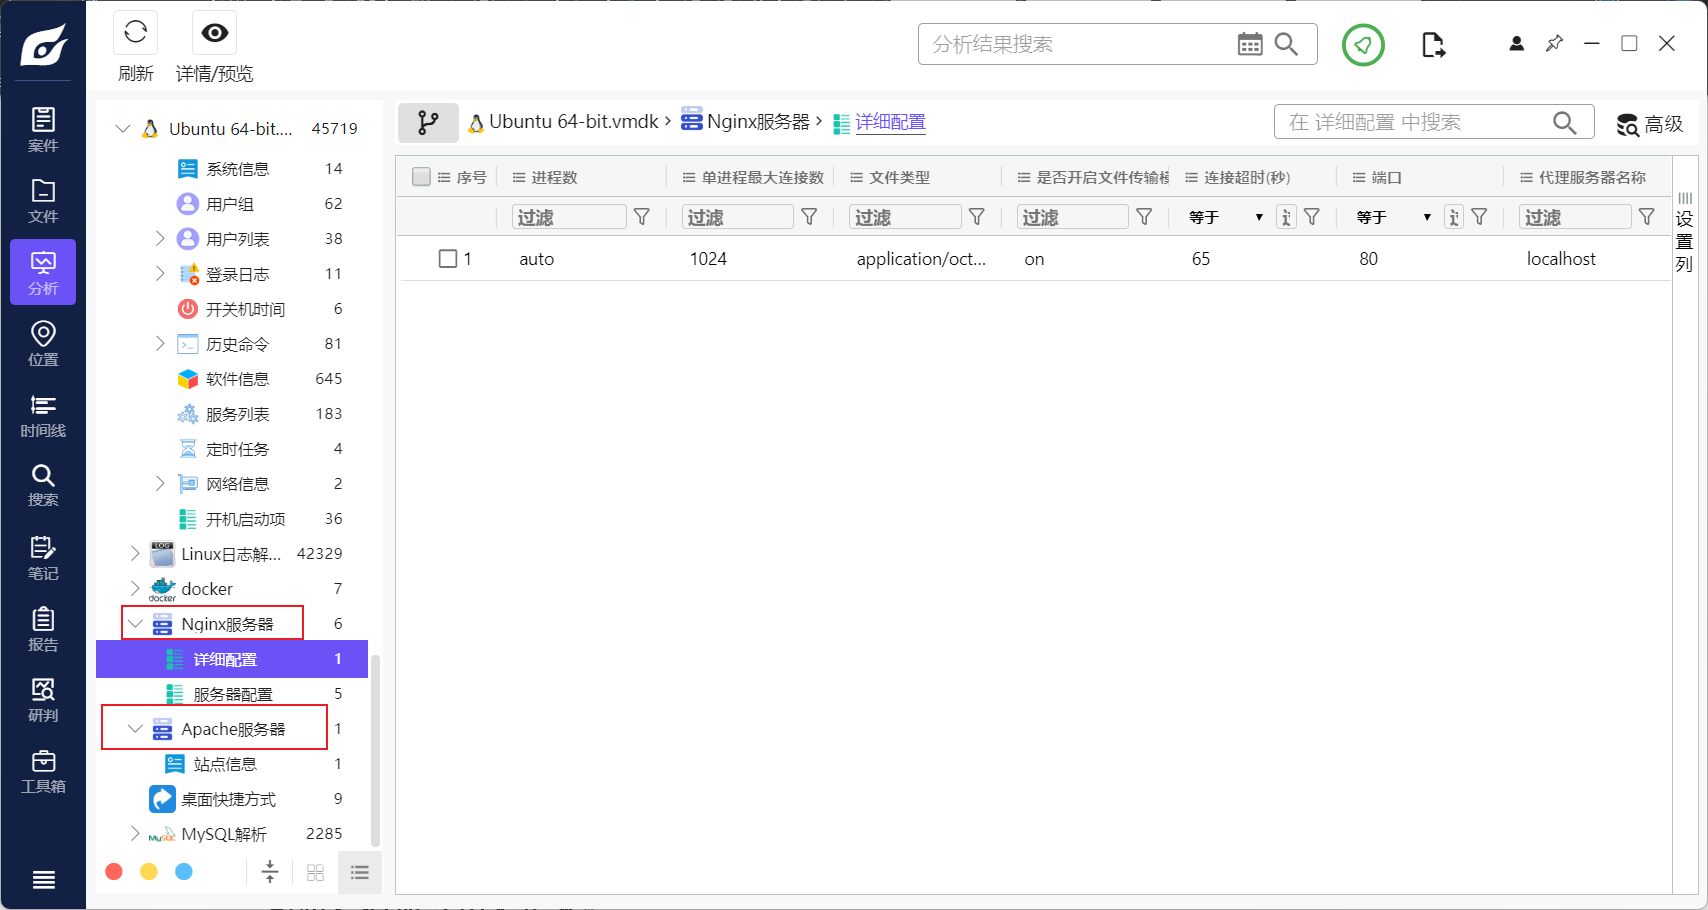 刷新
详情/预览
分析结果搜索
案件
文件
分析
位置
时间线
搜索
笔记
报告
研判
工具箱
Ubuntu 64-bit.... 45719
系统信息 14
用户组 62
用户列表 38
登录日志 11
开关机时间 6
历史命令 81
软件信息 645
服务列表 183
定时任务 4
网络信息 2
开机启动项 36
LOG Linux日志解... 42329
docker docker 7
Nginx服务器 6
详细配置 1
服务器配置 5
Apache服务器 1
站点信息 1
桌面快捷方式 9
MySQL MySQL解析 2285
Ubuntu 64-bit.vmdk › Nginx服务器 › 详细配置
在 详细配置 中搜索
高级
序号 进程数 单进程最大连接数 文件类型 是否开启文件传输模 连接超时(秒) 端口 代理服务器名称
过滤 过滤 过滤 过滤 等于 等于 过滤
1 auto 1024 application/oct... on 65 80 localhost
设置列